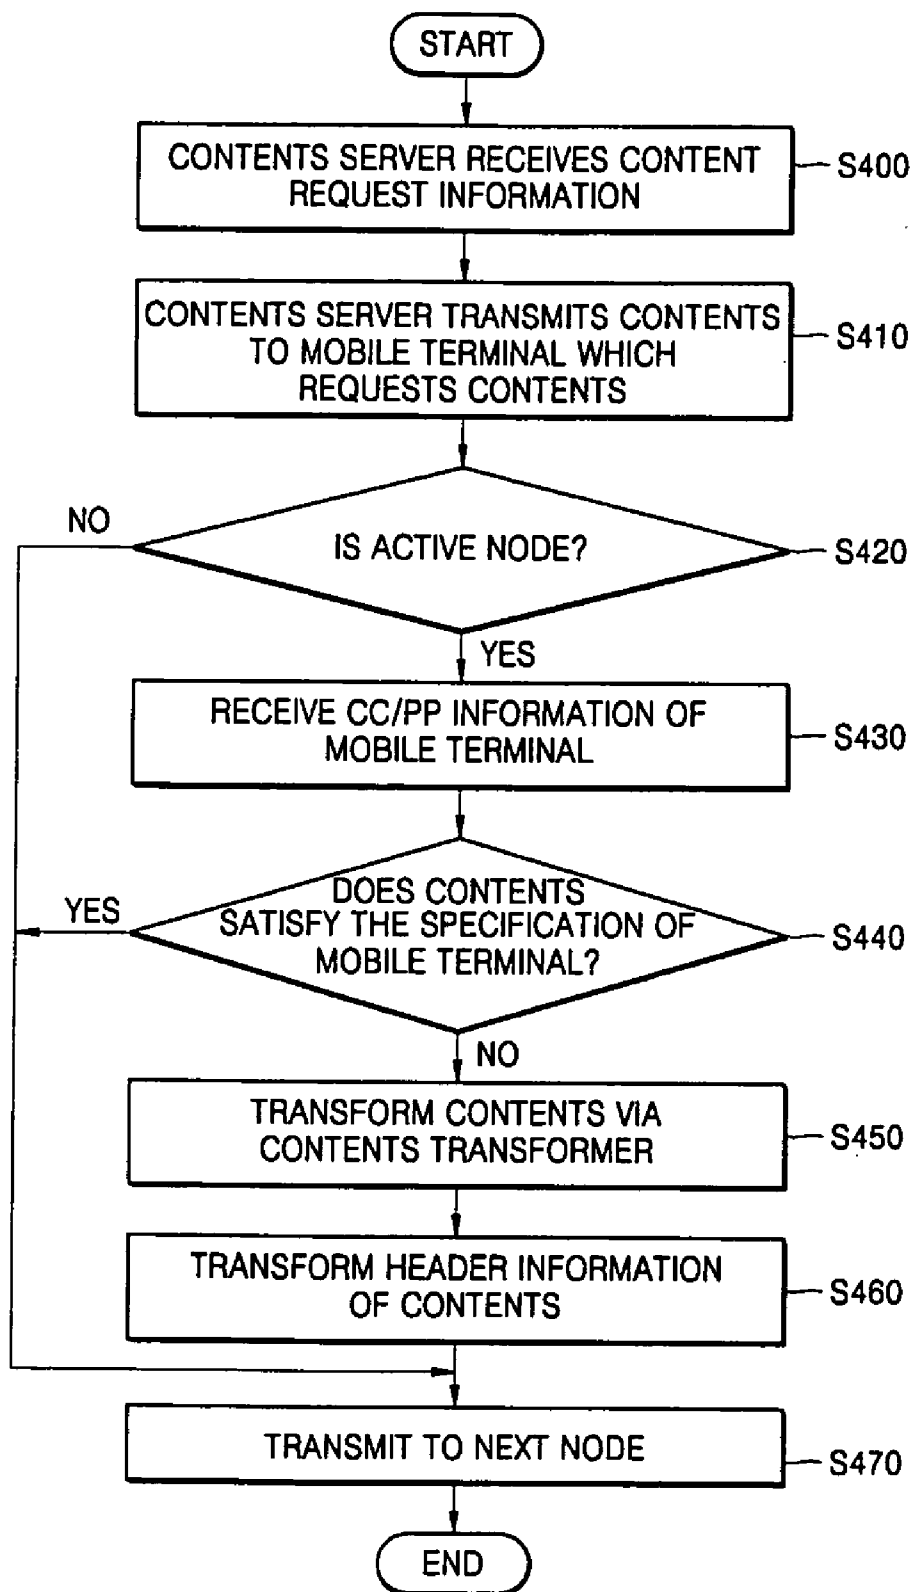 START
CONTENTS SERVER RECEIVES CONTENT
REQUEST INFORMATION
S400
CONTENTS SERVER TRANSMITS CONTENTS
TO MOBILE TERMINAL WHICH
REQUESTS CONTENTS
S410
NO
IS ACTIVE NODE?
S420
YES
RECEIVE CC/PP INFORMATION OF
MOBILE TERMINAL
S430
YES
DOES CONTENTS
SATISFY THE SPECIFICATION OF
MOBILE TERMINAL?
S440
NO
TRANSFORM CONTENTS VIA
CONTENTS TRANSFORMER
S450
TRANSFORM HEADER INFORMATION
OF CONTENTS
S460
TRANSMIT TO NEXT NODE
S470
END